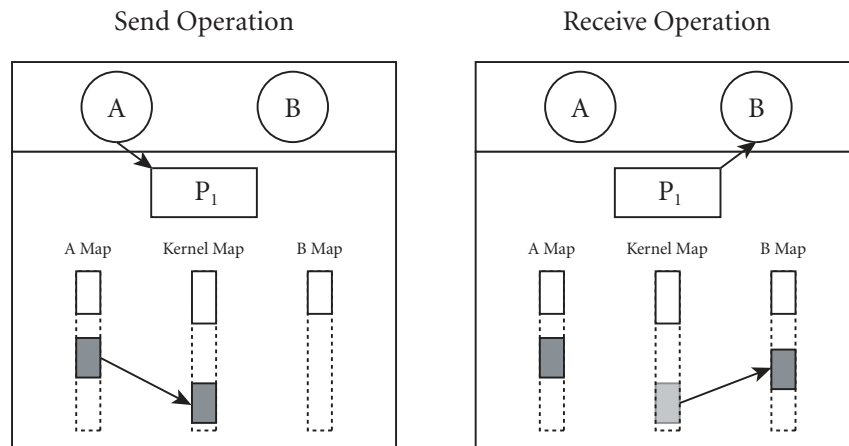 Send Operation
A
B
P₁
A Map
Kernel Map
B Map
Receive Operation
A
B
P₁
A Map
Kernel Map
B Map